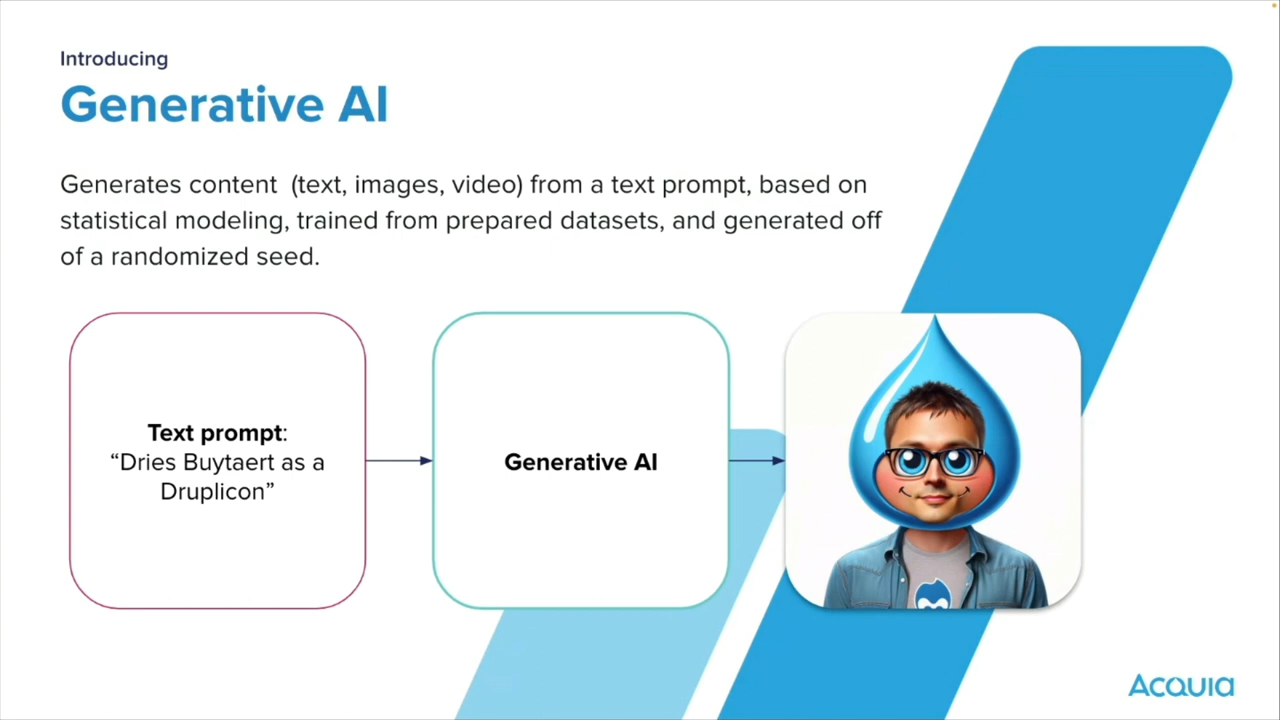 Introducing
Generative AI
Generates content  (text, images, video) from a text prompt, based on
statistical modeling, trained from prepared datasets, and generated off
of a randomized seed.
Text prompt:
“Dries Buytaert as a
Druplicon”
Generative AI
Acquia